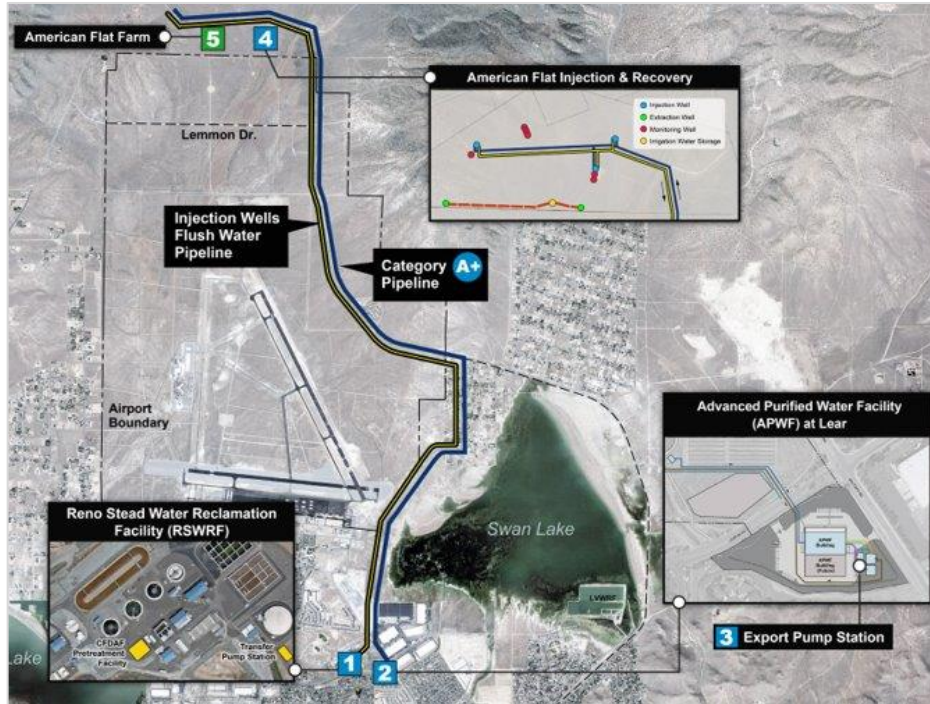 American Flat Farm
5
4
American Flat Injection & Recovery
Injection Well
Extraction Well
Monitoring Well
Irrigation Water Storage
Lemmon Dr.
Injection Wells
Flush Water
Pipeline
Category A+
Pipeline
Airport
Boundary
Advanced Purified Water Facility
(APWF) at Lear
APWF
Building
APWF
Building
(Future)
3 Export Pump Station
Reno Stead Water Reclamation
Facility (RSWRF)
CFDAF
Pretreatment
Facility
Transfer
Pump Station
Swan Lake
LVWRF
Lake
1
2